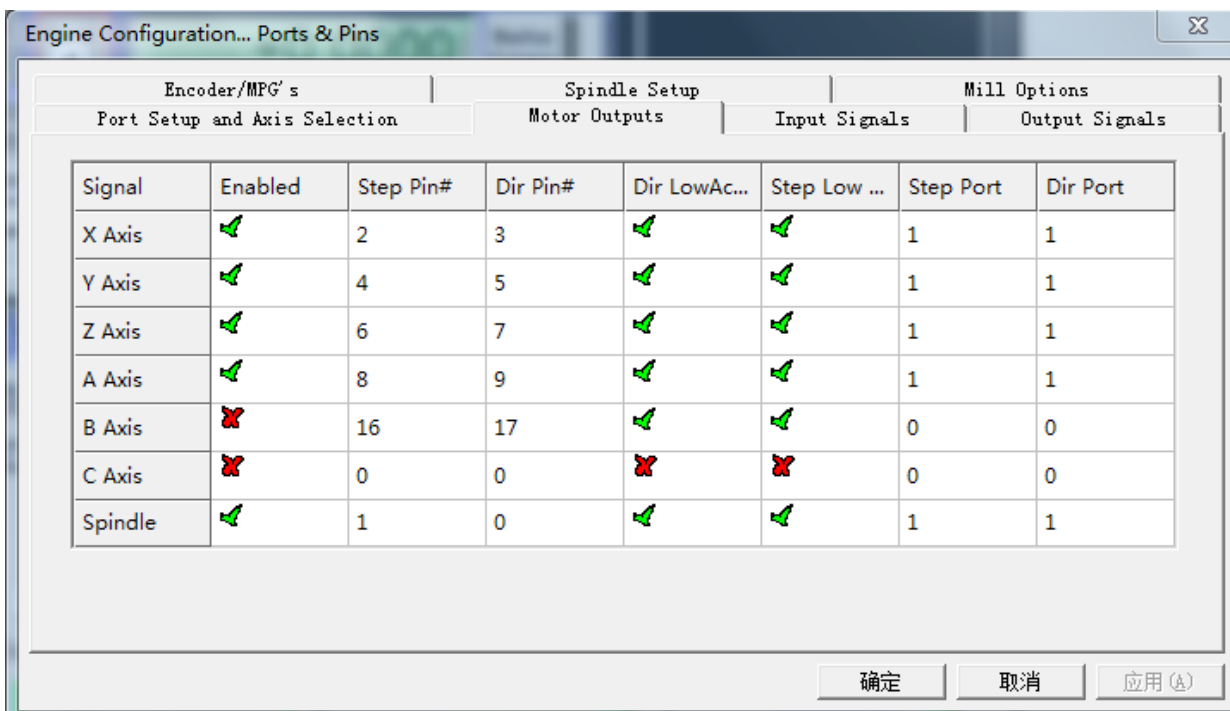 Engine Configuration... Ports & Pins
Encoder/MPG's Spindle Setup Mill Options
Port Setup and Axis Selection Motor Outputs Input Signals Output Signals
Signal Enabled Step Pin# Dir Pin# Dir LowAc... Step Low ... Step Port Dir Port
X Axis 2 3 1 1
Y Axis 4 5 1 1
Z Axis 6 7 1 1
A Axis 8 9 1 1
B Axis 16 17 0 0
C Axis 0 0 0 0
Spindle 1 0 1 1
确定 取消 应用(A)